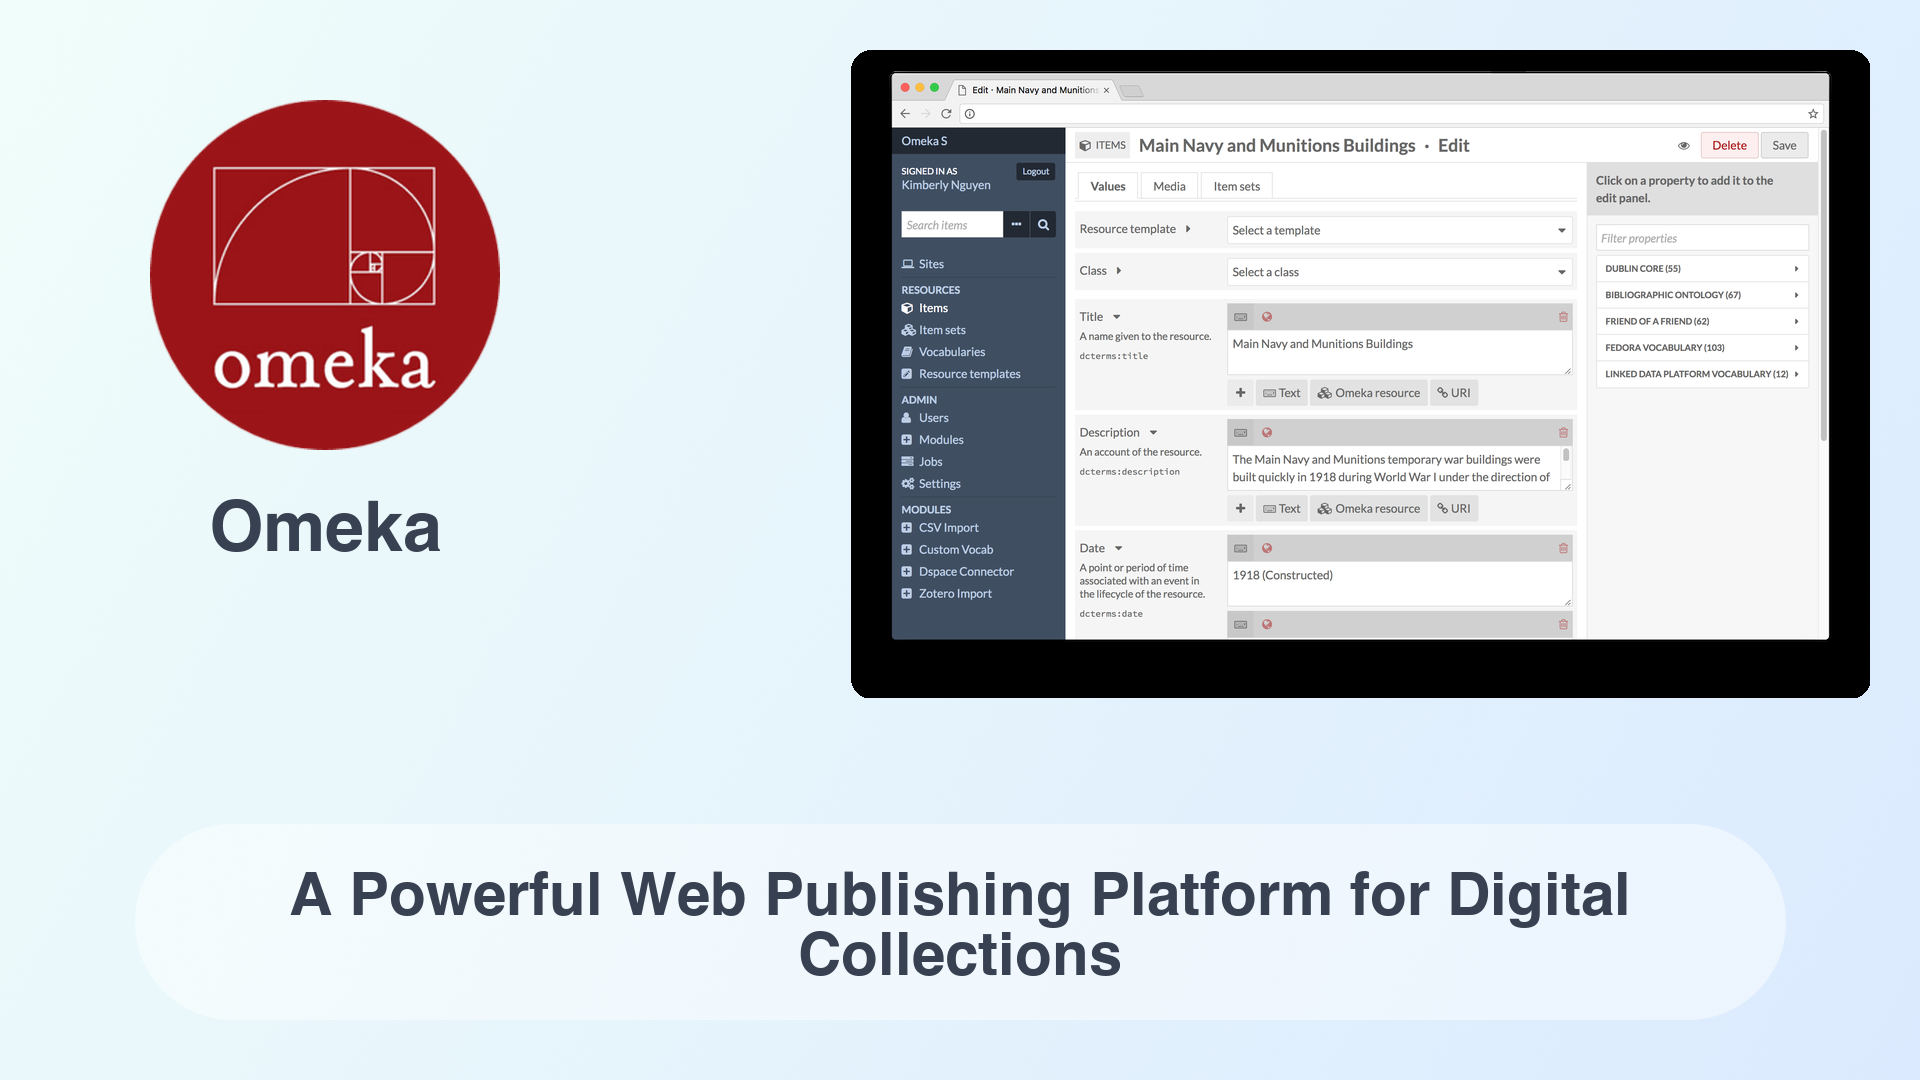 omeka
Omeka
Edit · Main Navy and Munitions
Omeka S
SIGNED IN AS
Kimberly Nguyen
Logout
Search items
Sites
RESOURCES
Items
Item sets
Vocabularies
Resource templates
ADMIN
Users
Modules
Jobs
Settings
MODULES
CSV Import
Custom Vocab
Dspace Connector
Zotero Import
ITEMS
Main Navy and Munitions Buildings · Edit
Delete
Save
Values
Media
Item sets
Resource template
Select a template
Class
Select a class
Title
A name given to the resource.
dcterms:title
Main Navy and Munitions Buildings
Text
Omeka resource
URI
Description
An account of the resource.
dcterms:description
The Main Navy and Munitions temporary war buildings were
built quickly in 1918 during World War I under the direction of
Text
Omeka resource
URI
Date
A point or period of time
associated with an event in
the lifecycle of the resource.
dcterms:date
1918 (Constructed)
Click on a property to add it to the
edit panel.
Filter properties
DUBLIN CORE (55)
BIBLIOGRAPHIC ONTOLOGY (67)
FRIEND OF A FRIEND (62)
FEDORA VOCABULARY (103)
LINKED DATA PLATFORM VOCABULARY (12)
A Powerful Web Publishing Platform for Digital
Collections